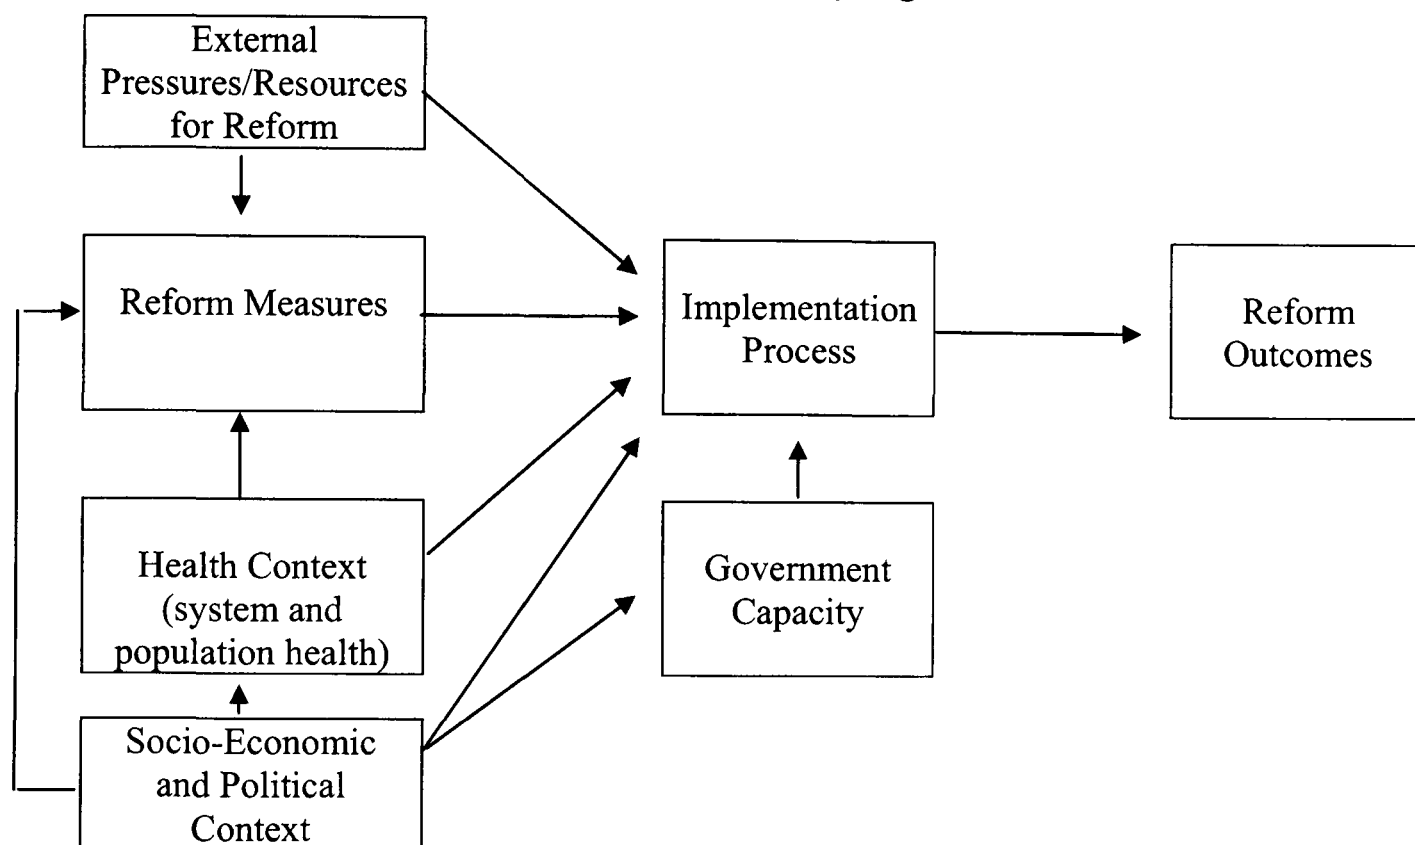 External
Pressures/Resources
for Reform
Reform Measures
Implementation
Process
Reform
Outcomes
Health Context
(system and
population health)
Government
Capacity
Socio-Economic
and Political
Context